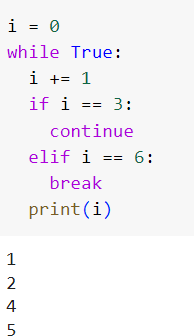 i = 0
while True:
  i += 1
  if i == 3:
    continue
  elif i == 6:
    break
  print(i)
1
2
4
5